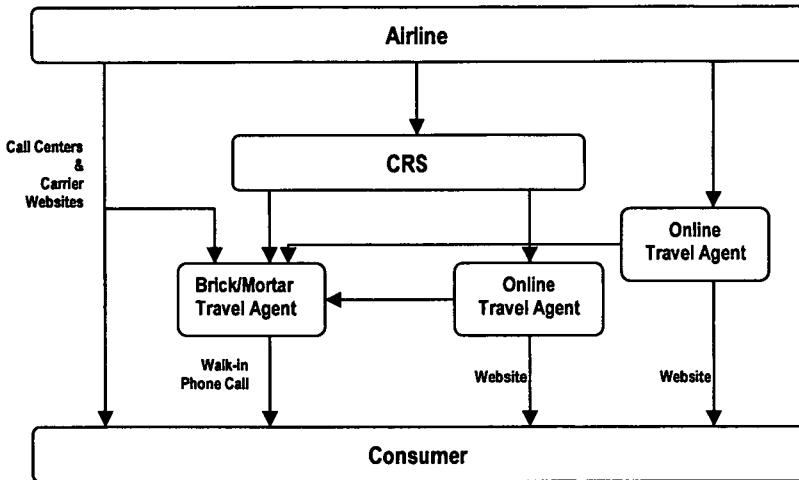 Airline
Call Centers
&
Carrier
Websites
CRS
Online
Travel Agent
Brick/Mortar
Travel Agent
Online
Travel Agent
Walk-in
Phone Call
Website
Website
Consumer